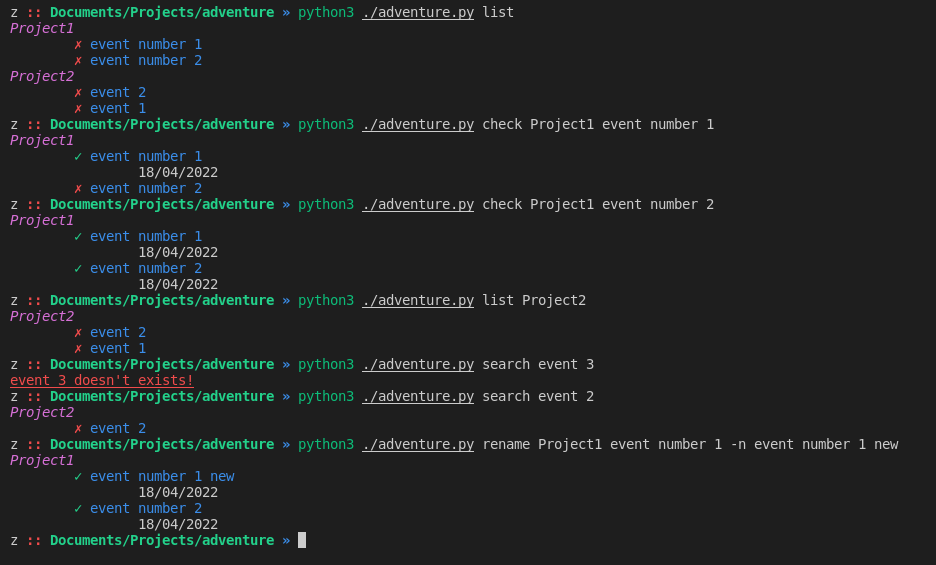 z :: Documents/Projects/adventure » python3 ./adventure.py list
Project1
✗ event number 1
✗ event number 2
Project2
✗ event 2
✗ event 1
z :: Documents/Projects/adventure » python3 ./adventure.py check Project1 event number 1
Project1
✓ event number 1
18/04/2022
✗ event number 2
z :: Documents/Projects/adventure » python3 ./adventure.py check Project1 event number 2
Project1
✓ event number 1
18/04/2022
✓ event number 2
18/04/2022
z :: Documents/Projects/adventure » python3 ./adventure.py list Project2
Project2
✗ event 2
✗ event 1
z :: Documents/Projects/adventure » python3 ./adventure.py search event 3
event 3 doesn't exists!
z :: Documents/Projects/adventure » python3 ./adventure.py search event 2
Project2
✗ event 2
z :: Documents/Projects/adventure » python3 ./adventure.py rename Project1 event number 1 -n event number 1 new
Project1
✓ event number 1 new
18/04/2022
✓ event number 2
18/04/2022
z :: Documents/Projects/adventure »